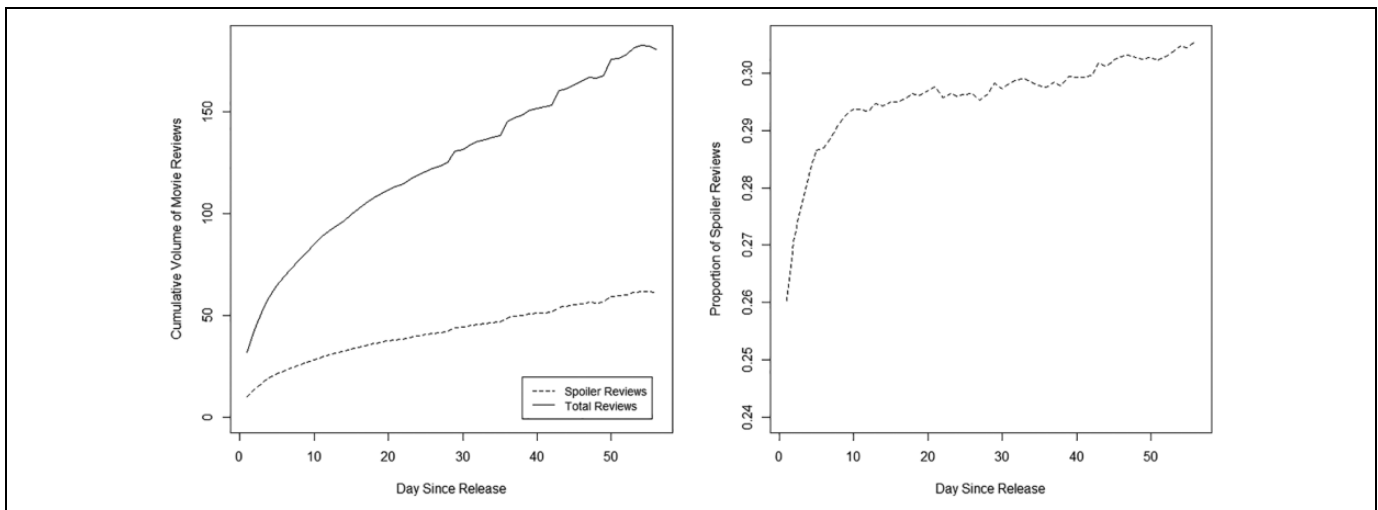 Cumulative Volume of Movie Reviews
150
100
50
0
0 10 20 30 40 50
Day Since Release
Spoiler Reviews
Total Reviews
Proportion of Spoiler Reviews
0.30
0.29
0.28
0.27
0.26
0.25
0.24
0 10 20 30 40 50
Day Since Release